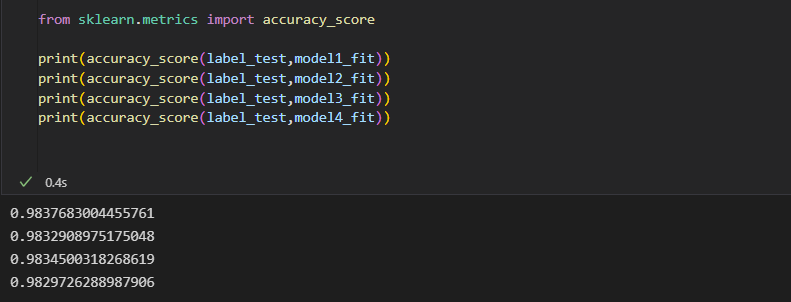 from sklearn.metrics import accuracy_score
print(accuracy_score(label_test,model1_fit))
print(accuracy_score(label_test,model2_fit))
print(accuracy_score(label_test,model3_fit))
print(accuracy_score(label_test,model4_fit))
0.4s
0.9837683004455761
0.9832908975175048
0.9834500318268619
0.9829726288987906